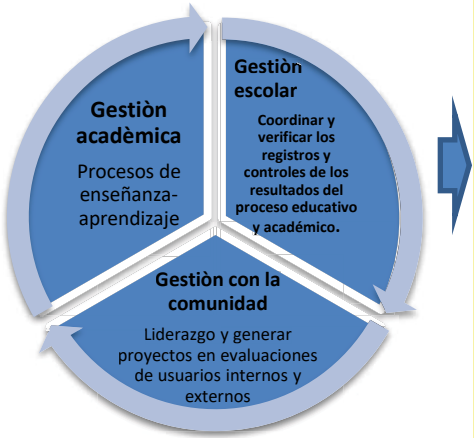 Gestiòn
acadèmica
Procesos de
enseñanza-
aprendizaje
Gestiòn
escolar
Coordinar y
verificar los
registros y
controles de los
resultados del
proceso educativo
y académico.
Gestiòn con la
comunidad
Liderazgo y generar
proyectos en evaluaciones
de usuarios internos y
externos